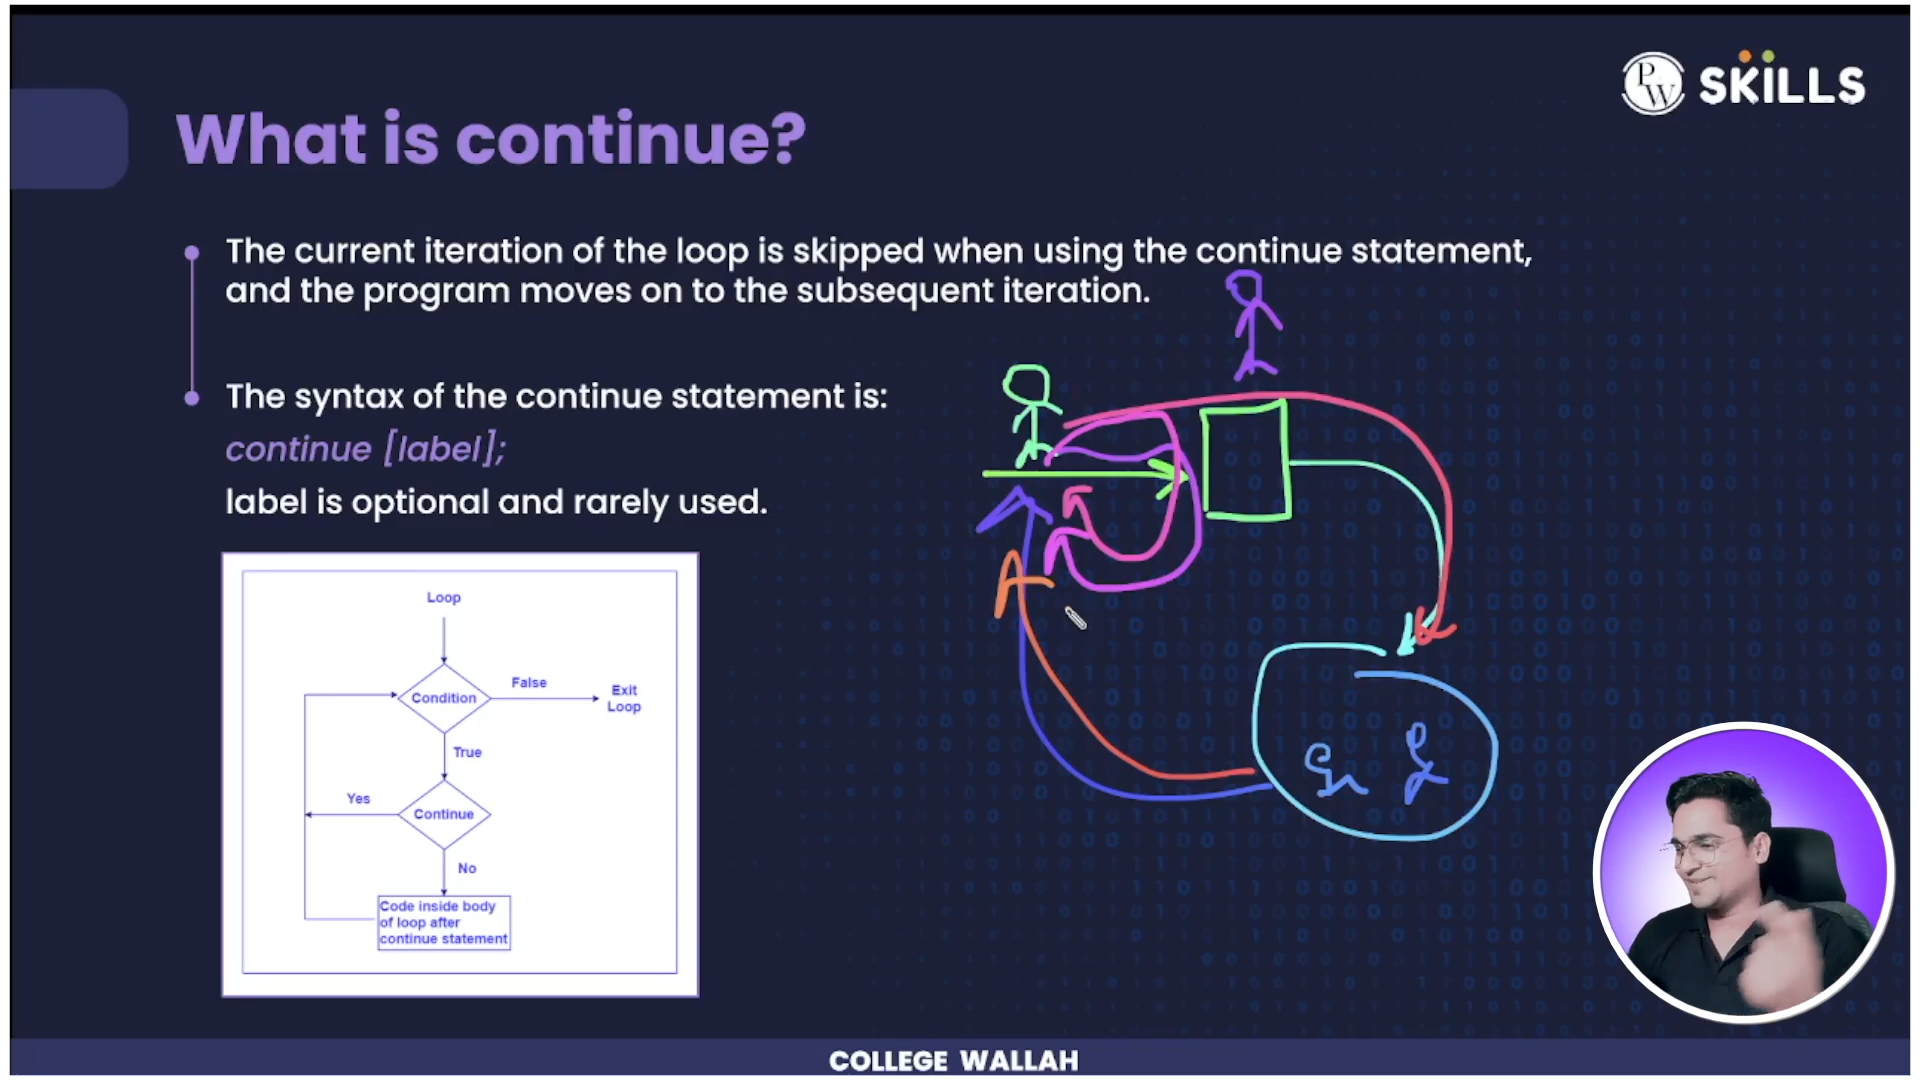 PW SKILLS
What is continue?
The current iteration of the loop is skipped when using the continue statement,
and the program moves on to the subsequent iteration.
The syntax of the continue statement is:
continue [label];
label is optional and rarely used.
Loop
Condition
False
Exit
Loop
True
Yes
Continue
No
Code inside body
of loop after
continue statement
COLLEGE WALLAH